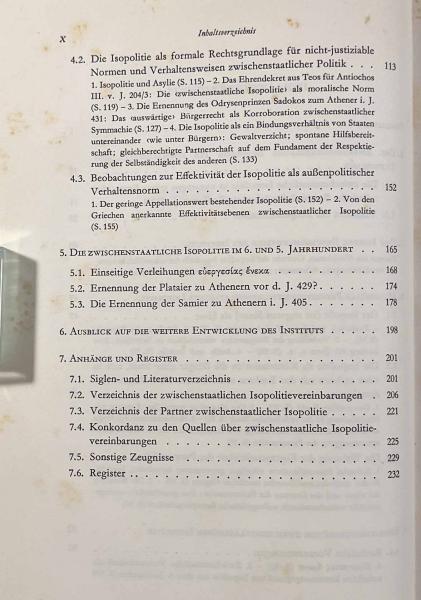 X
Inhaltsverzeichnis
4.2. Die Isopolitie als formale Rechtsgrundlage für nicht-justiziable
Normen und Verhaltensweisen zwischenstaatlicher Politik . . . 113
1. Isopolitie und Asylie (S. 115) – 2. Das Ehrendekret aus Teos für Antiochos
III. v. J. 204/3: Die ‹zwischenstaatliche Isopolitie› als moralische Norm
(S. 119) – 3. Die Ernennung des Odrysenprinzen Sadokos zum Athener i. J.
431: Das ‹auswärtige› Bürgerrecht als Korroboration zwischenstaatlicher
Symmachie (S. 127) – 4. Die Isopolitie als ein Bindungsverhältnis von Staaten
untereinander ‹wie unter Bürgern›: Gewaltverzicht; spontane Hilfsbereit-
schaft; gleichberechtigte Partnerschaft auf dem Fundament der Respektie-
rung der Selbständigkeit des anderen (S. 133)
4.3. Beobachtungen zur Effektivität der Isopolitie als außenpolitischer
Verhaltensnorm . . . . . . . . . . . . . . . . . . 152
1. Der geringe Appellationswert bestehender Isopolitie (S. 152) – 2. Von den
Griechen anerkannte Effektivitätsebenen zwischenstaatlicher Isopolitie
(S. 155)
5. Die zwischenstaatliche Isopolitie im 6. und 5. Jahrhundert . . 165
5.1. Einseitige Verleihungen εὐεργεσίας ἕνεκα . . . . . . . . . 168
5.2. Ernennung der Plataier zu Athenern vor d. J. 429? . . . . . 174
5.3. Die Ernennung der Samier zu Athenern i. J. 405 . . . . . . 178
6. Ausblick auf die weitere Entwicklung des Instituts . . . . . 198
7. Anhänge und Register . . . . . . . . . . . . . . . . 201
7.1. Siglen- und Literaturverzeichnis . . . . . . . . . . . . 201
7.2. Verzeichnis der zwischenstaatlichen Isopolitievereinbarungen . 206
7.3. Verzeichnis der Partner zwischenstaatlicher Isopolitie . . . . 221
7.4. Konkordanz zu den Quellen über zwischenstaatliche Isopolitie-
vereinbarungen . . . . . . . . . . . . . . . . . . 225
7.5. Sonstige Zeugnisse . . . . . . . . . . . . . . . . . 229
7.6. Register . . . . . . . . . . . . . . . . . . . . . 232